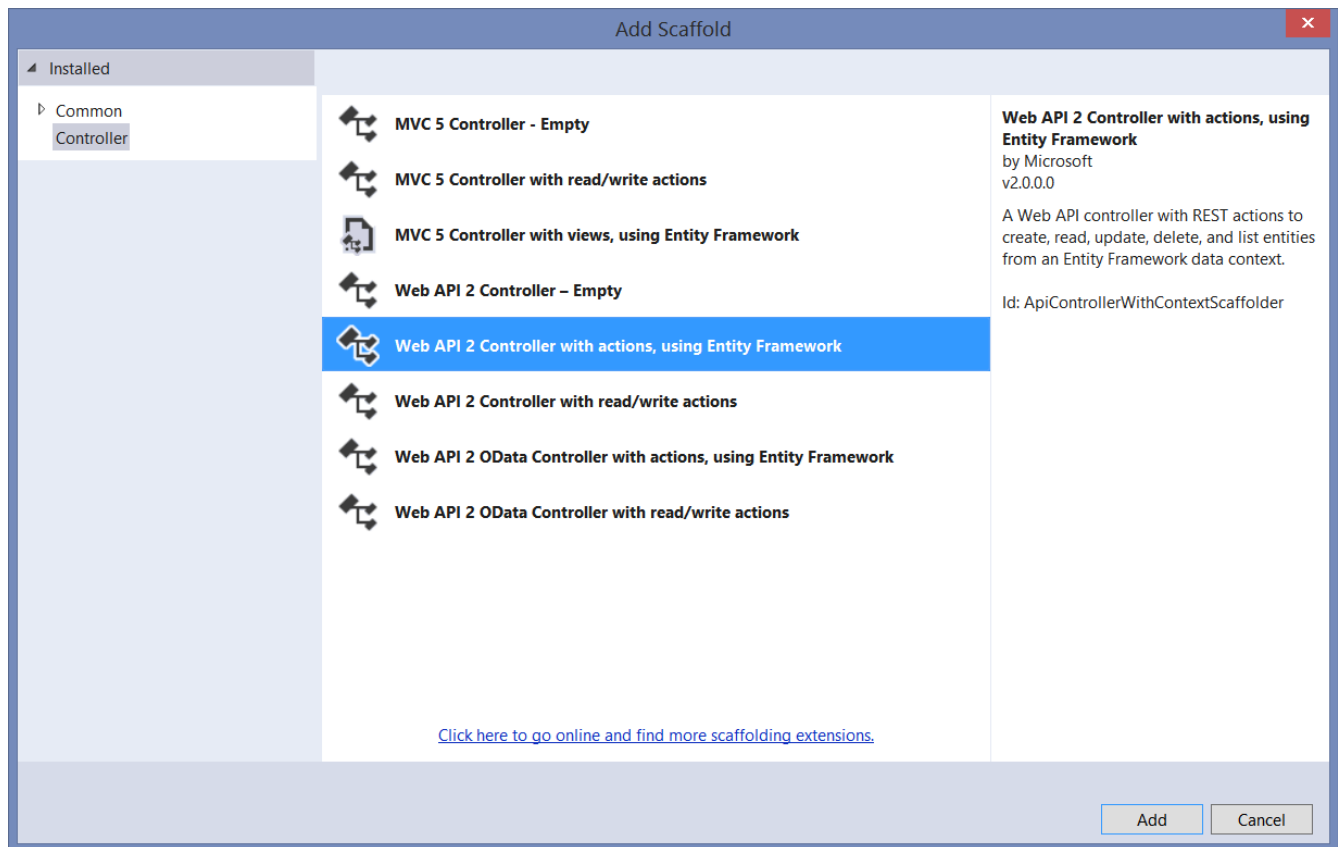 Add Scaffold
Installed
Common
Controller
MVC 5 Controller - Empty
MVC 5 Controller with read/write actions
MVC 5 Controller with views, using Entity Framework
Web API 2 Controller – Empty
Web API 2 Controller with actions, using Entity Framework
Web API 2 Controller with read/write actions
Web API 2 OData Controller with actions, using Entity Framework
Web API 2 OData Controller with read/write actions
Click here to go online and find more scaffolding extensions.
Web API 2 Controller with actions, using
Entity Framework
by Microsoft
v2.0.0.0
A Web API controller with REST actions to
create, read, update, delete, and list entities
from an Entity Framework data context.
Id: ApiControllerWithContextScaffolder
Add
Cancel